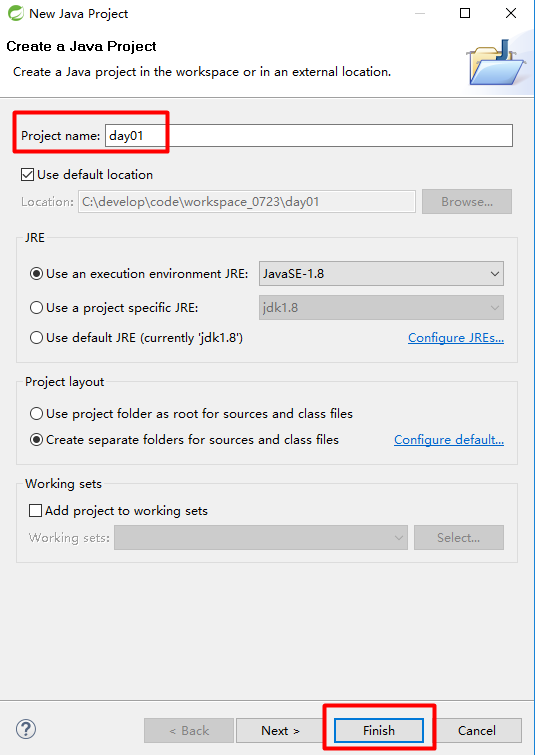 New Java Project
Create a Java Project
Create a Java project in the workspace or in an external location.
Project name: day01
Use default location
Location: C:\develop\code\workspace_0723\day01 Browse...
JRE
Use an execution environment JRE: JavaSE-1.8
Use a project specific JRE: jdk1.8
Use default JRE (currently 'jdk1.8') Configure JREs...
Project layout
Use project folder as root for sources and class files
Create separate folders for sources and class files Configure default...
Working sets
Add project to working sets
Working sets: Select...
? < Back Next > Finish Cancel